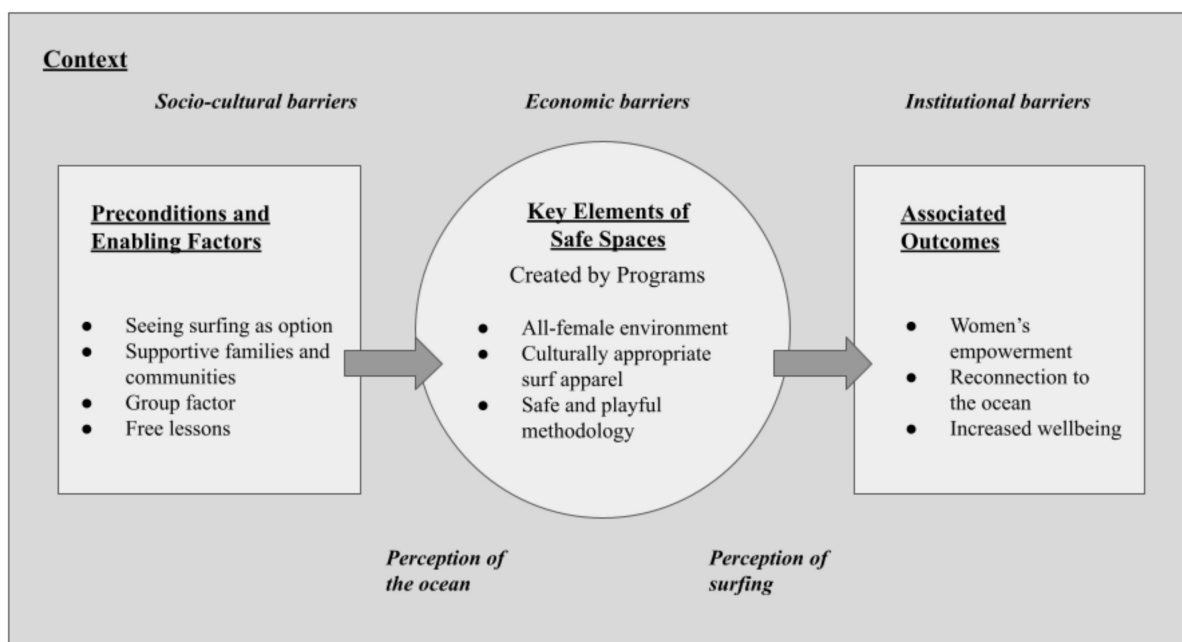 Context
Socio-cultural barriers
Economic barriers
Institutional barriers
Preconditions and
Enabling Factors
● Seeing surfing as option
● Supportive families and
communities
● Group factor
● Free lessons
Key Elements of
Safe Spaces
Created by Programs
● All-female environment
● Culturally appropriate
surf apparel
● Safe and playful
methodology
Associated
Outcomes
● Women's
empowerment
● Reconnection to
the ocean
● Increased wellbeing
Perception of
the ocean
Perception of
surfing